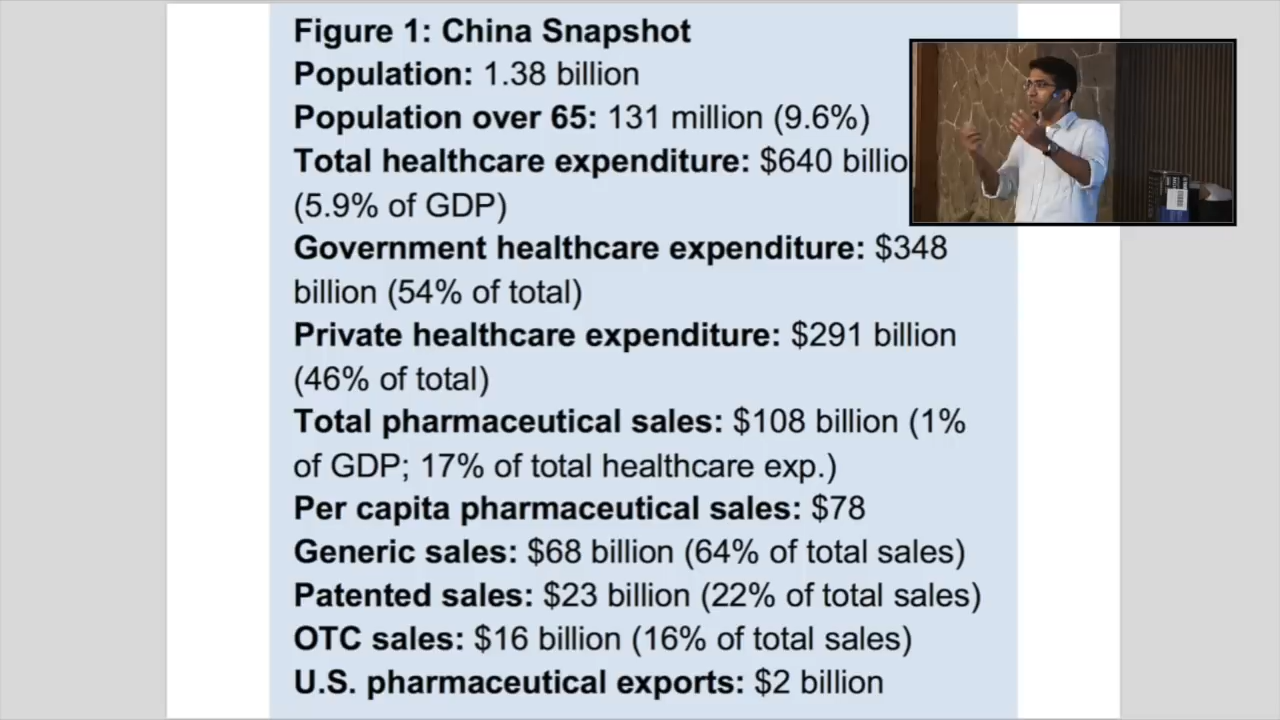 Figure 1: China Snapshot
Population: 1.38 billion
Population over 65: 131 million (9.6%)
Total healthcare expenditure: $640 billio
(5.9% of GDP)
Government healthcare expenditure: $348
billion (54% of total)
Private healthcare expenditure: $291 billion
(46% of total)
Total pharmaceutical sales: $108 billion (1%
of GDP; 17% of total healthcare exp.)
Per capita pharmaceutical sales: $78
Generic sales: $68 billion (64% of total sales)
Patented sales: $23 billion (22% of total sales)
OTC sales: $16 billion (16% of total sales)
U.S. pharmaceutical exports: $2 billion